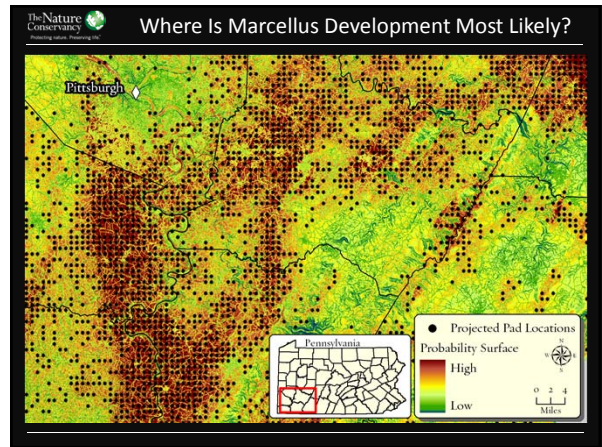 The Nature
Conservancy
Protecting nature. Preserving life.™
Where Is Marcellus Development Most Likely?
Pittsburgh
Pennsylvania
Projected Pad Locations
Probability Surface
High
Low
N
W E
S
0 2 4
Miles